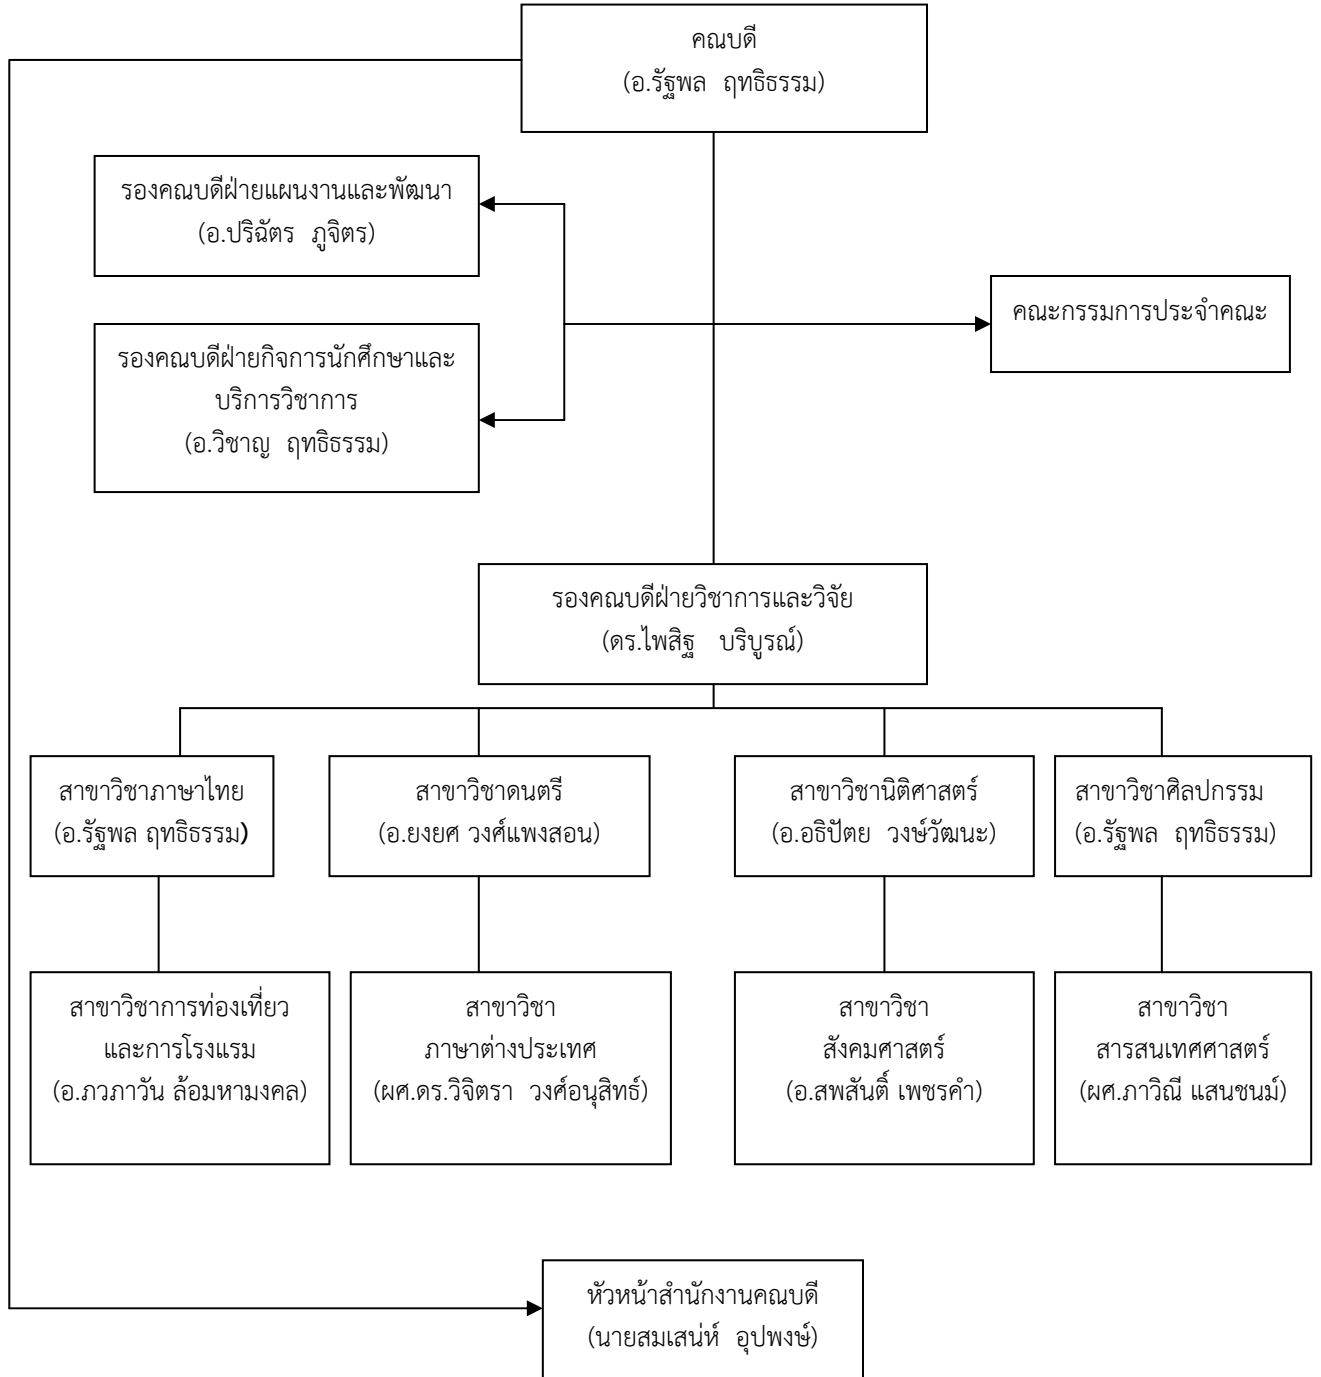 คณบดี
(อ.รัฐพล ฤทธิธรรม)
รองคณบดีฝ่ายแผนงานและพัฒนา
(อ.ปริฉัตร ภูจิตร)
คณะกรรมการประจำคณะ
รองคณบดีฝ่ายกิจการนักศึกษาและ
บริการวิชาการ
(อ.วิชาญ ฤทธิธรรม)
รองคณบดีฝ่ายวิชาการและวิจัย
(ดร.ไพสิฐ บริบูรณ์)
สาขาวิชาภาษาไทย
(อ.รัฐพล ฤทธิธรรม)
สาขาวิชาดนตรี
(อ.ยงยศ วงศ์แพงสอน)
สาขาวิชานิติศาสตร์
(อ.อธิปัตย วงษ์วัฒนะ)
สาขาวิชาศิลปกรรม
(อ.รัฐพล ฤทธิธรรม)
สาขาวิชาการท่องเที่ยว
และการโรงแรม
(อ.ภวภาวัน ล้อมหามงคล)
สาขาวิชา
ภาษาต่างประเทศ
(ผศ.ดร.วิจิตรา วงศ์อนุสิทธ์)
สาขาวิชา
สังคมศาสตร์
(อ.สพสันติ์ เพชรคำ)
สาขาวิชา
สารสนเทศศาสตร์
(ผศ.ภาวิณี แสนชนม์)
หัวหน้าสำนักงานคณบดี
(นายสมเสน่ห์ อุปพงษ์)